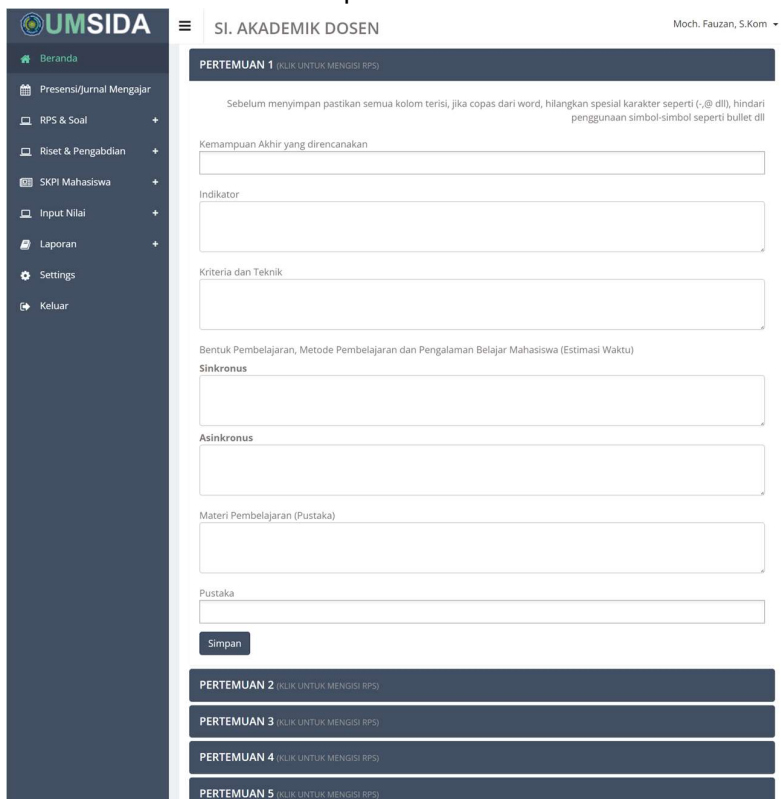 UMSIDA
SI. AKADEMIK DOSEN
Moch. Fauzan, S.Kom
Beranda
Presensi/Jurnal Mengajar
RPS & Soal +
Riset & Pengabdian +
SKPI Mahasiswa +
Input Nilai +
Laporan +
Settings
Keluar
PERTEMUAN 1 (KLIK UNTUK MENGISI RPS)
Sebelum menyimpan pastikan semua kolom terisi, jika copas dari word, hilangkan spesial karakter seperti (-,@ dll), hindari
penggunaan simbol-simbol seperti bullet dll
Kemampuan Akhir yang direncanakan
Indikator
Kriteria dan Teknik
Bentuk Pembelajaran, Metode Pembelajaran dan Pengalaman Belajar Mahasiswa (Estimasi Waktu)
Sinkronus
Asinkronus
Materi Pembelajaran (Pustaka)
Pustaka
Simpan
PERTEMUAN 2 (KLIK UNTUK MENGISI RPS)
PERTEMUAN 3 (KLIK UNTUK MENGISI RPS)
PERTEMUAN 4 (KLIK UNTUK MENGISI RPS)
PERTEMUAN 5 (KLIK UNTUK MENGISI RPS)